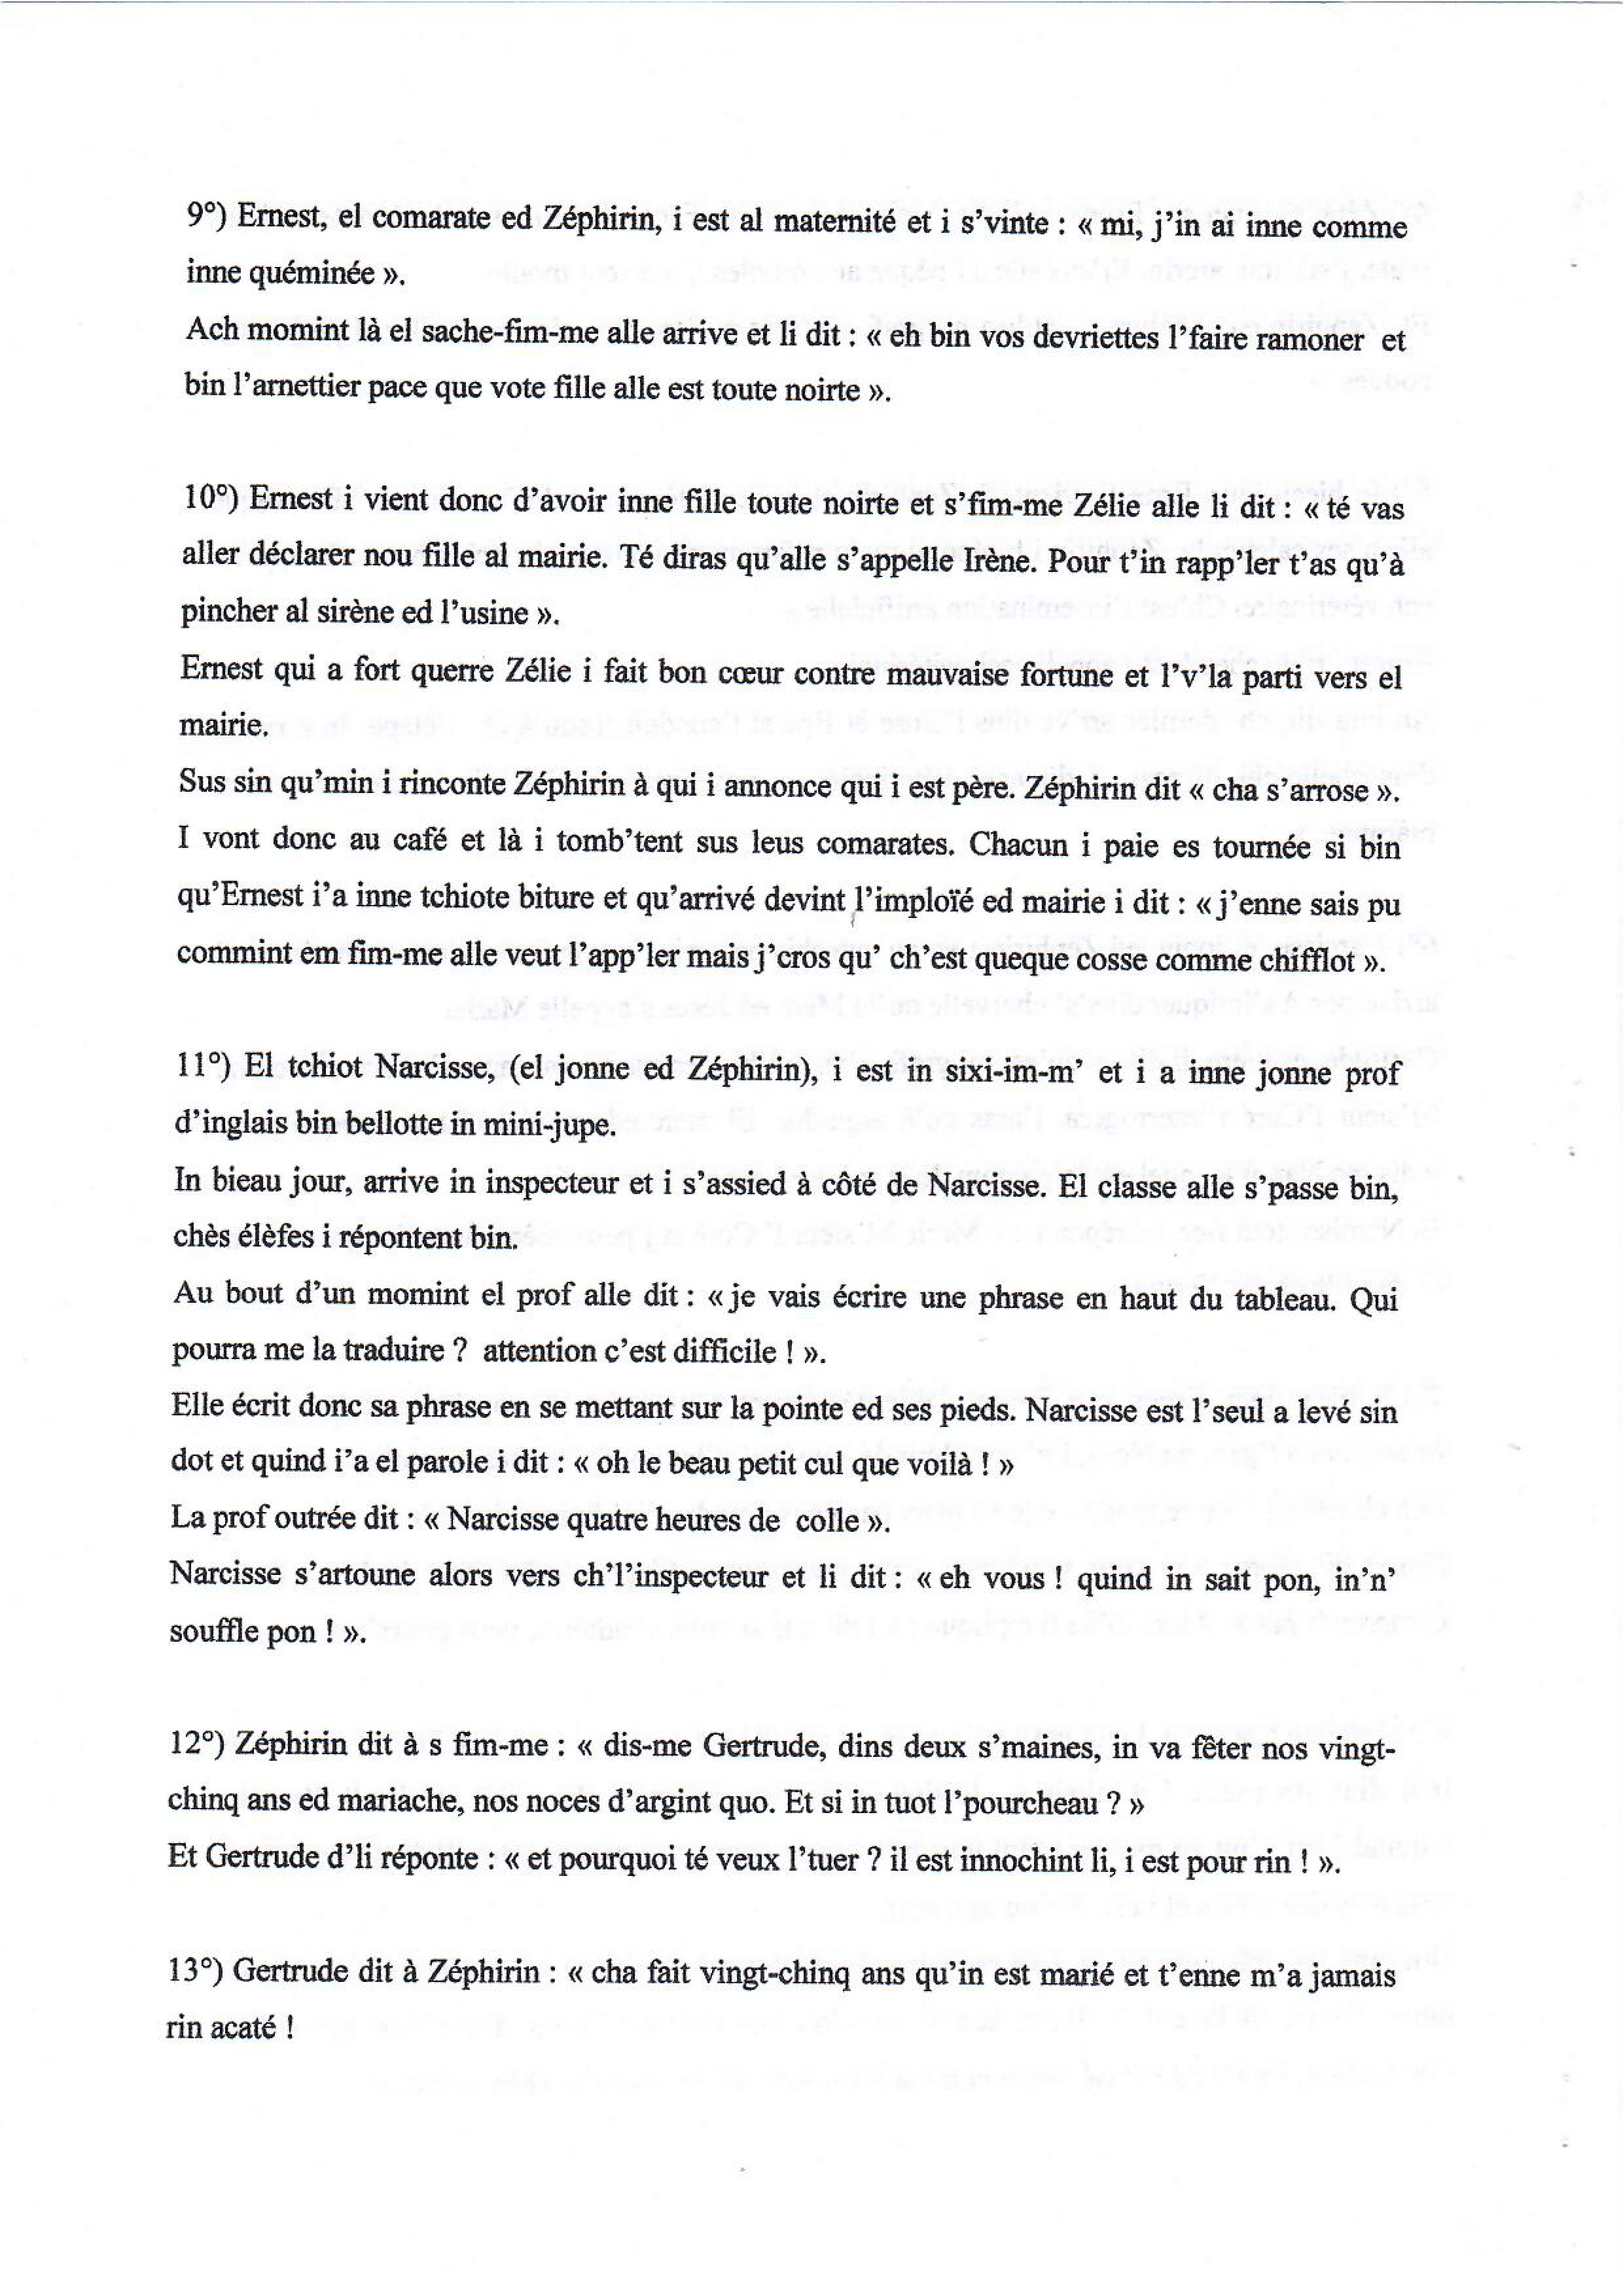 9°) Ernest, el comarate ed Zéphirin, i est al maternité et i s’vinte : « mi, j’in ai inne comme
inne quéminée ».
Ach momint là el sache-fim-me alle arrive et li dit : « eh bin vos devriettes l’faire ramoner et
bin l’arnettier pace que vote fille alle est toute noirte ».
10°) Ernest i vient donc d’avoir inne fille toute noirte et s’fim-me Zélie alle li dit : « té vas
aller déclarer nou fille al mairie. Té diras qu’alle s’appelle Irène. Pour t’in rapp’ler t’as qu’à
pincher al sirène ed l’usine ».
Ernest qui a fort querre Zélie i fait bon cœur contre mauvaise fortune et l’v’la parti vers el
mairie.
Sus sin qu’min i rinconte Zéphirin à qui i annonce qui i est père. Zéphirin dit « cha s’arrose ».
I vont donc au café et là i tomb’tent sus leus comarates. Chacun i paie es tournée si bin
qu’Ernest i’a inne tchiote biture et qu’arrivé devint l’imploïé ed mairie i dit : « j’enne sais pu
commint em fim-me alle veut l’app’ler mais j’cros qu’ ch’est queque cosse comme chifflot ».
11°) El tchiot Narcisse, (el jonne ed Zéphirin), i est in sixi-im-m’ et i a inne jonne prof
d’inglais bin bellotte in mini-jupe.
In bieau jour, arrive in inspecteur et i s’assied à côté de Narcisse. El classe alle s’passe bin,
chès élèfes i répontent bin.
Au bout d’un momint el prof alle dit : « je vais écrire une phrase en haut du tableau. Qui
pourra me la traduire ? attention c’est difficile ! ».
Elle écrit donc sa phrase en se mettant sur la pointe ed ses pieds. Narcisse est l’seul a levé sin
dot et quind i’a el parole i dit : « oh le beau petit cul que voilà ! »
La prof outrée dit : « Narcisse quatre heures de colle ».
Narcisse s’artoune alors vers ch’l’inspecteur et li dit : « eh vous ! quind in sait pon, in’n’
souffle pon ! ».
12°) Zéphirin dit à s fim-me : « dis-me Gertrude, dins deux s’maines, in va fêter nos vingt-
chinq ans ed mariache, nos noces d’argint quo. Et si in tuot l’pourcheau ? »
Et Gertrude d’li réponte : « et pourquoi té veux l’tuer ? il est innochint li, i est pour rin ! ».
13°) Gertrude dit à Zéphirin : « cha fait vingt-chinq ans qu’in est marié et t’enne m’a jamais
rin acaté !